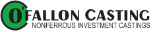 O'FALLON CASTING
NONFERROUS INVESTMENT CASTINGS